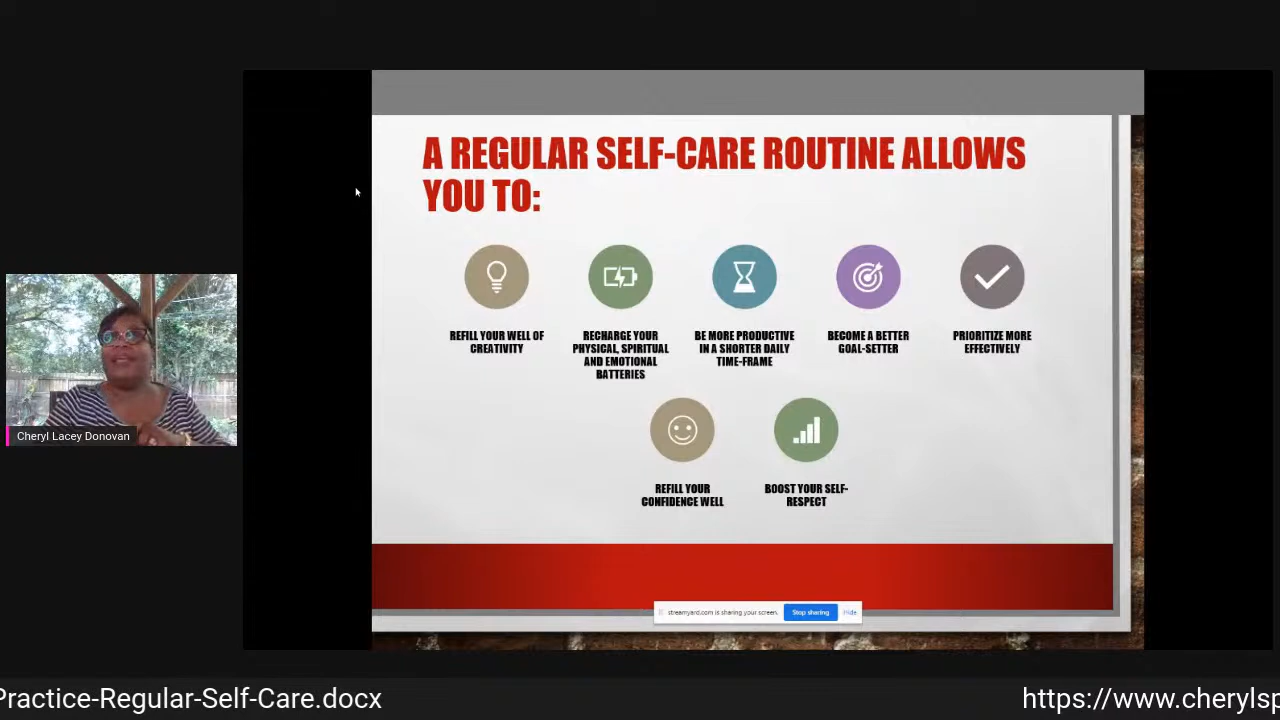 A REGULAR SELF-CARE ROUTINE ALLOWS
YOU TO:
REFILL YOUR WELL OF
CREATIVITY
RECHARGE YOUR
PHYSICAL, SPIRITUAL
AND EMOTIONAL
BATTERIES
BE MORE PRODUCTIVE
IN A SHORTER DAILY
TIME-FRAME
BECOME A BETTER
GOAL-SETTER
PRIORITIZE MORE
EFFECTIVELY
REFILL YOUR
CONFIDENCE WELL
BOOST YOUR SELF-
RESPECT
Cheryl Lacey Donovan
streamyard.com is sharing your screen.
Stop sharing
Hide
Practice-Regular-Self-Care.docx
https://www.cherylsp